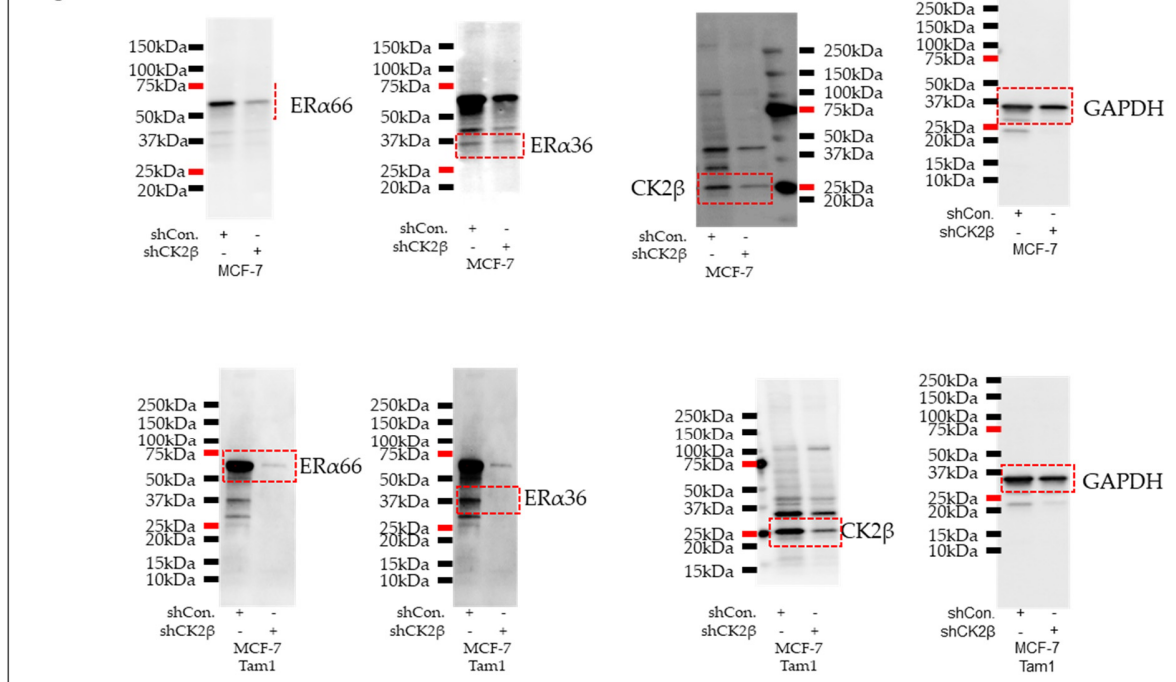 150kDa
100kDa
75kDa
50kDa
37kDa
25kDa
20kDa
ERα66
shCon. + -
shCK2β - +
MCF-7
150kDa
100kDa
75kDa
50kDa
37kDa
25kDa
20kDa
ERα36
shCon. + -
shCK2β - +
MCF-7
250kDa
150kDa
100kDa
75kDa
50kDa
37kDa
25kDa
20kDa
CK2β
shCon. + -
shCK2β - +
MCF-7
250kDa
150kDa
100kDa
75kDa
50kDa
37kDa
25kDa
20kDa
15kDa
10kDa
GAPDH
shCon. + -
shCK2β - +
MCF-7
250kDa
150kDa
100kDa
75kDa
50kDa
37kDa
25kDa
20kDa
15kDa
10kDa
ERα66
shCon. + -
shCK2β - +
MCF-7
Tam1
250kDa
150kDa
100kDa
75kDa
50kDa
37kDa
25kDa
20kDa
15kDa
10kDa
ERα36
shCon. + -
shCK2β - +
MCF-7
Tam1
250kDa
150kDa
100kDa
75kDa
50kDa
37kDa
25kDa
20kDa
15kDa
CK2β
shCon. + -
shCK2β - +
MCF-7
Tam1
250kDa
150kDa
100kDa
75kDa
50kDa
37kDa
25kDa
20kDa
15kDa
10kDa
GAPDH
shCon. + -
shCK2β - +
MCF-7
Tam1